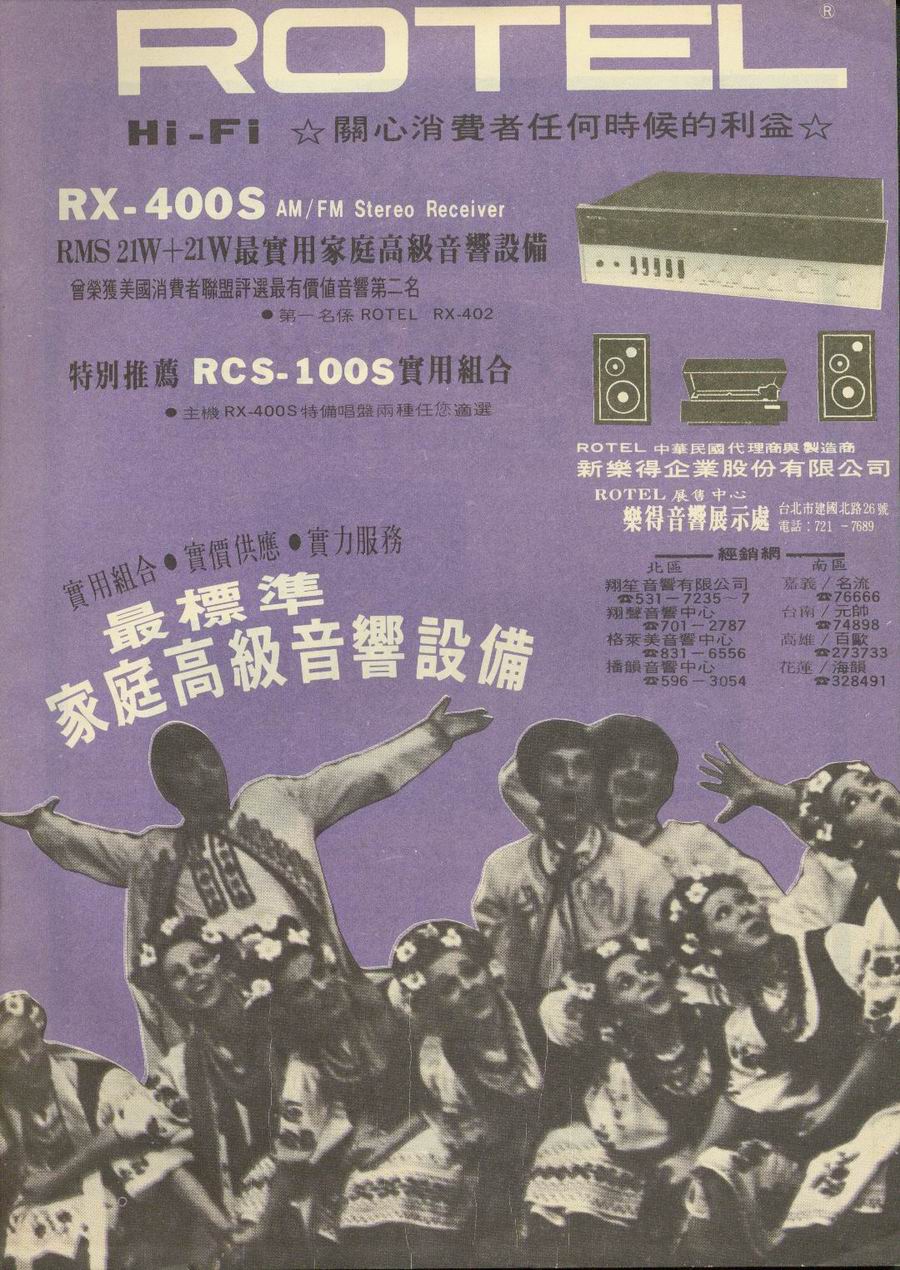 ROTEL®
Hi-Fi ☆關心消費者任何時候的利益☆
RX-400S AM/FM Stereo Receiver
RMS 21W+21W最實用家庭高級音響設備
曾榮獲美國消費者聯盟評選最有價值音響第二名
●第一名係 ROTEL RX-402
特別推薦 RCS-100S實用組合
●主機RX-400S特備唱盤兩種任您適選
ROTEL 中華民國代理商與製造商
新樂得企業股份有限公司
ROTEL 展售中心
樂得音響展示處
台北市建國北路26號
電話：721-7689
經銷網
北區
翔笙音響有限公司
☎531-7235~7
翔聲音響中心
☎701-2787
格萊美音響中心
☎831-6556
播韻音響中心
☎596-3054
南區
嘉義/名流
☎76666
台南/元帥
☎74898
高雄/百歐
☎273733
花蓮/海韻
☎328491
實用組合●實價供應●實力服務
最標準
家庭高級音響設備